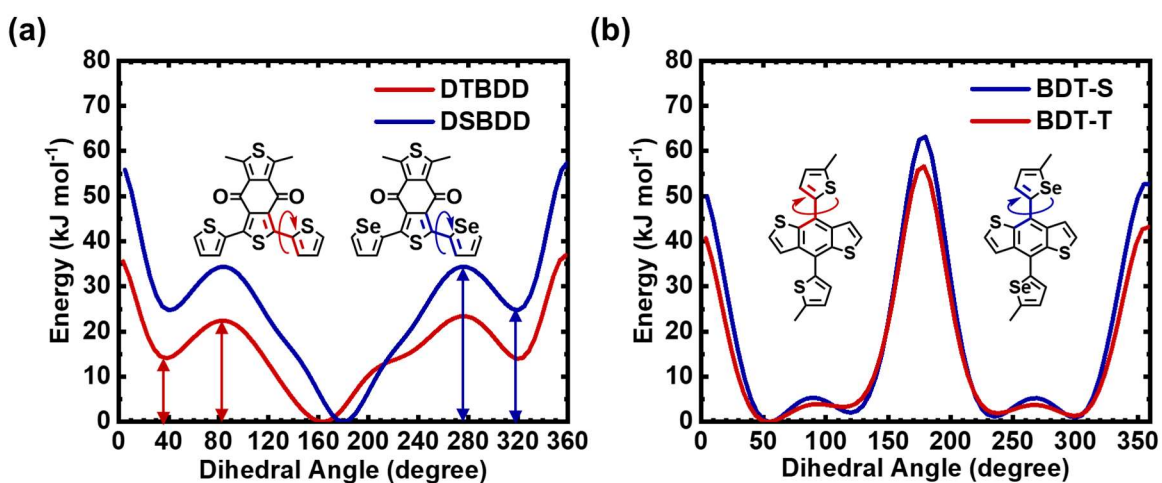 (a)
80
70
60
50
40
30
20
10
0
Energy (kJ mol-1)
DTBDD
DSBDD
S
O
O
S
S
S
S
O
O
Se
S
Se
0 40 80 120 160 200 240 280 320 360
Dihedral Angle (degree)
(b)
80
70
60
50
40
30
20
10
0
Energy (kJ mol-1)
BDT-S
BDT-T
S
S
S
S
Se
S
S
Se
0 50 100 150 200 250 300 350
Dihedral Angle (degree)